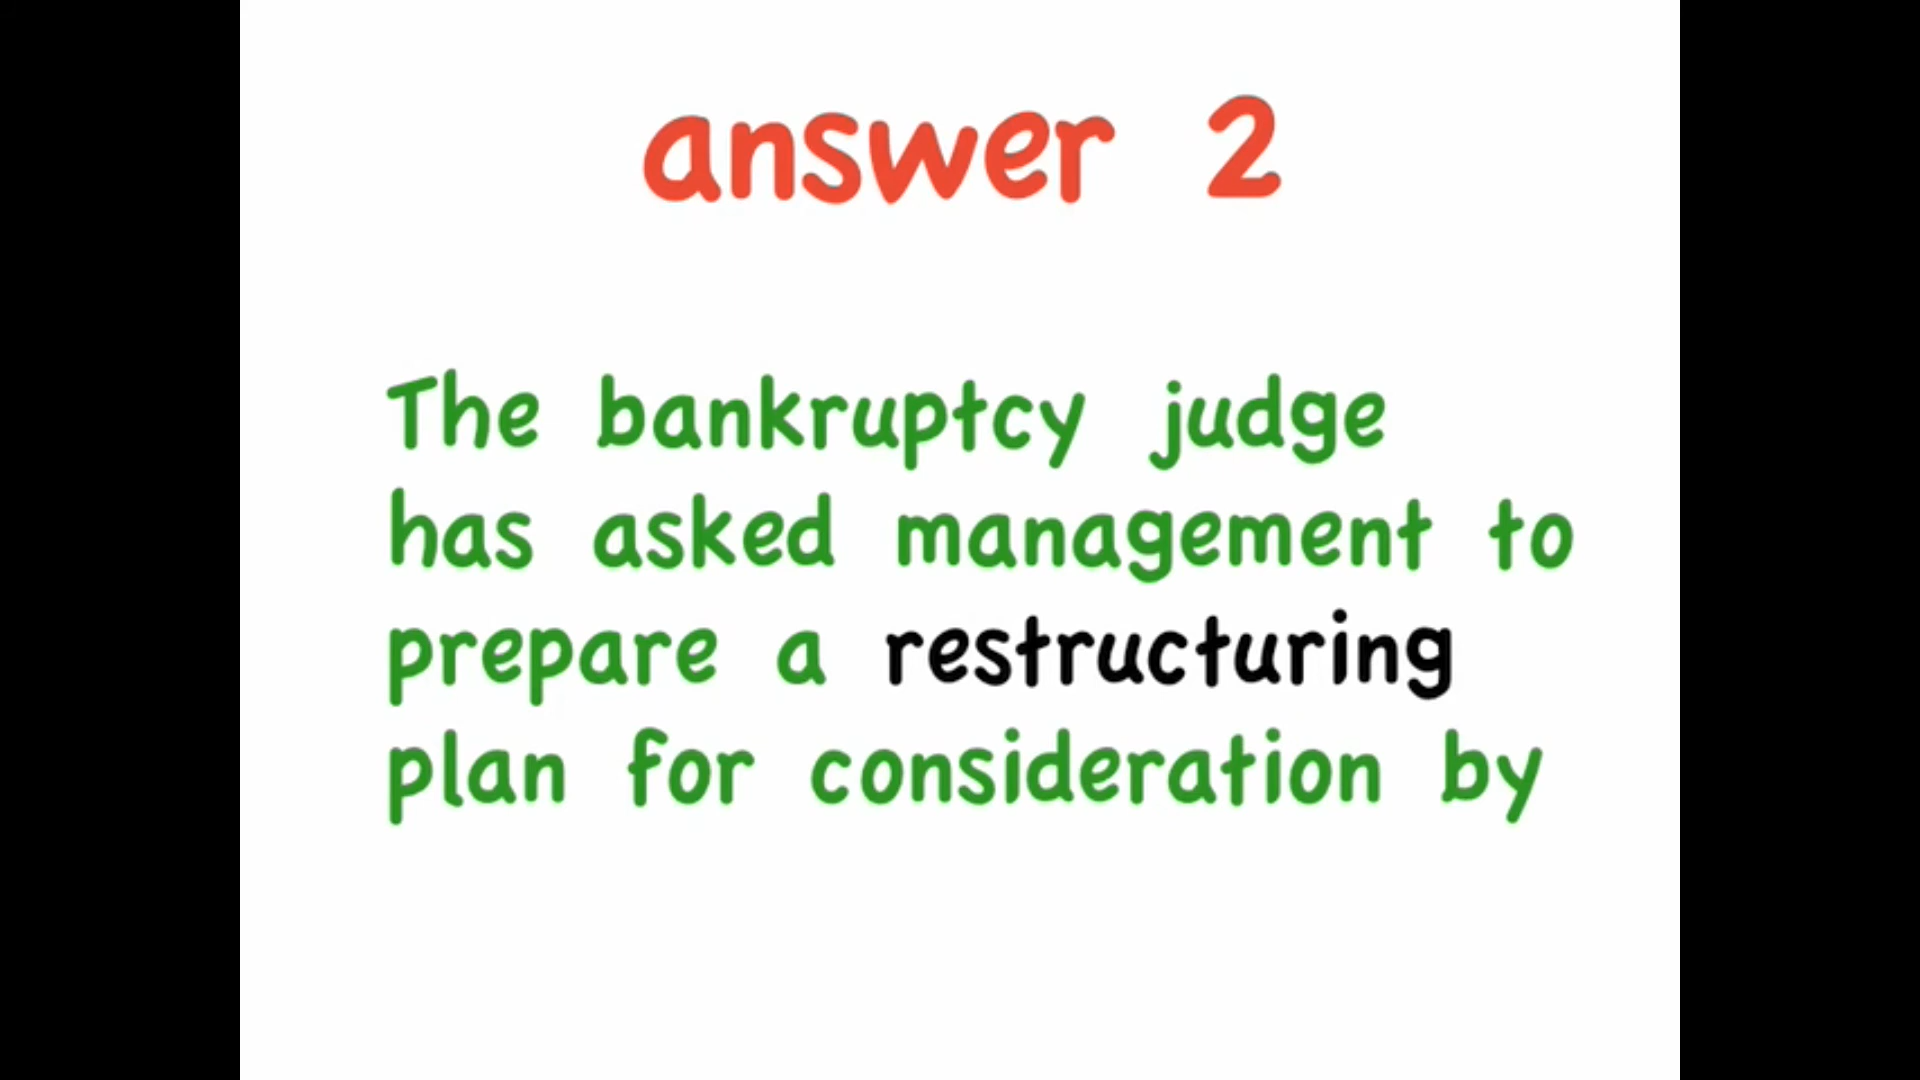 answer 2
The bankruptcy judge
has asked management to
prepare a restructuring
plan for consideration by